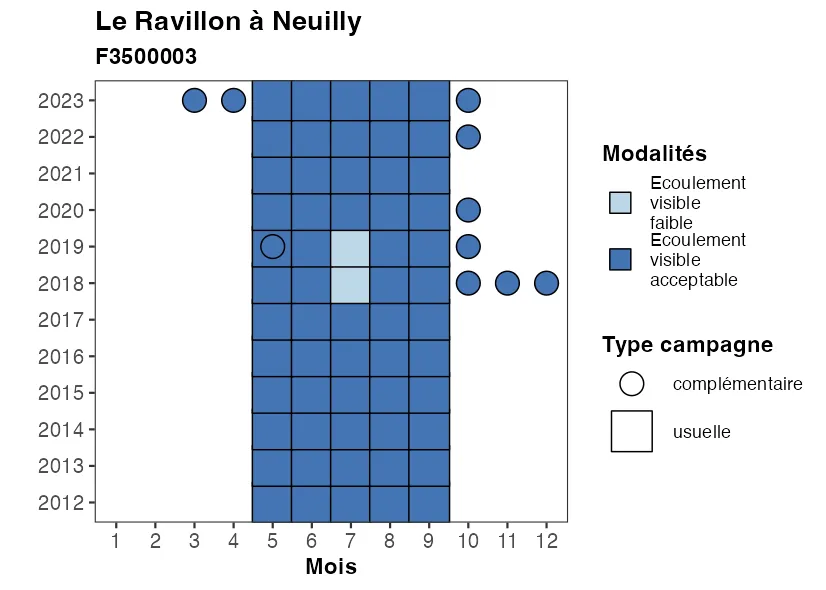 Le Ravillon à Neuilly
F3500003
2023
2022
2021
2020
2019
2018
2017
2016
2015
2014
2013
2012
1 2 3 4 5 6 7 8 9 10 11 12
Mois
Modalités
Ecoulement
visible
faible
Ecoulement
visible
acceptable
Type campagne
complémentaire
usuelle